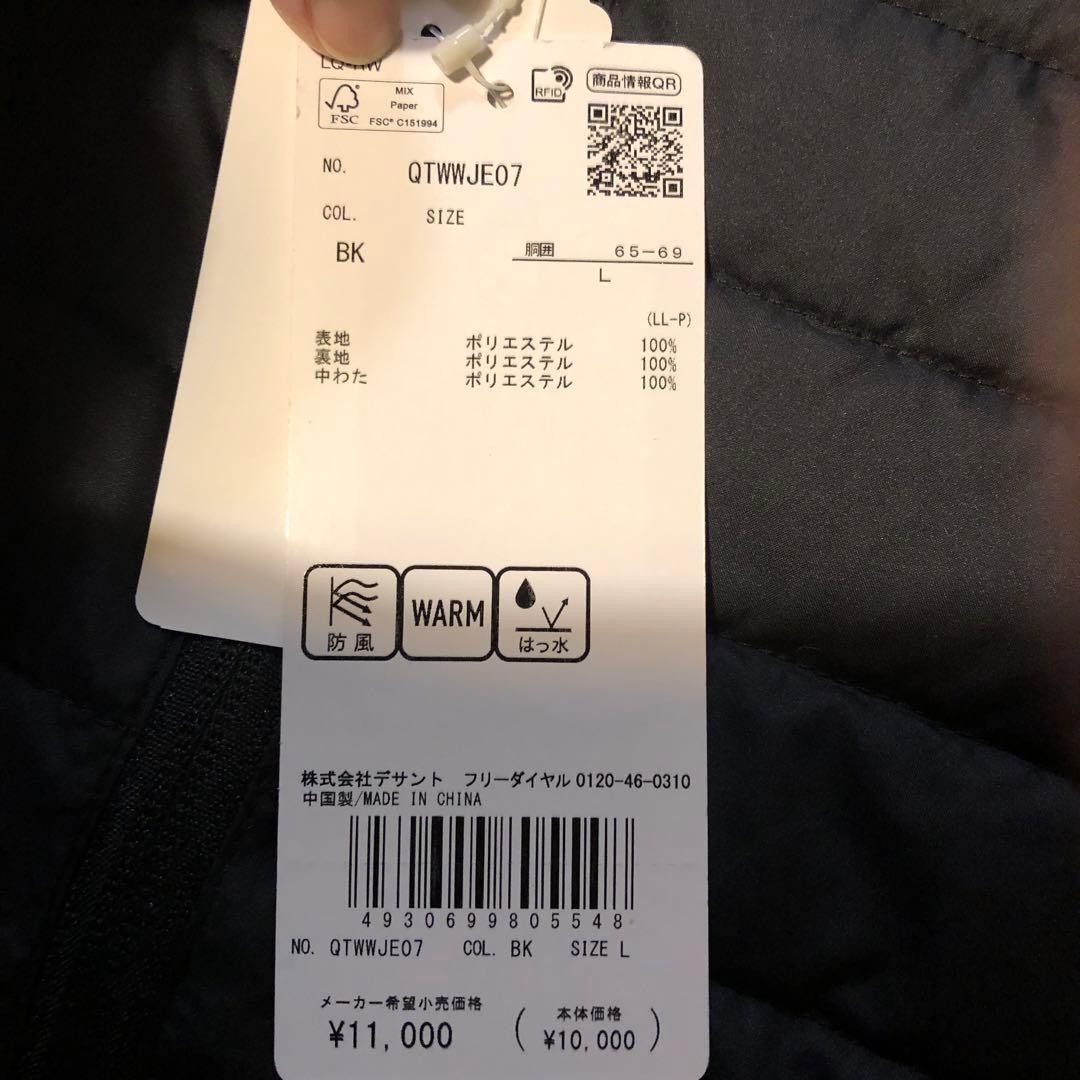 MIX
Paper
FSC
FSC® C151994
RFID
商品情報QR
NO. QTWWJE07
COL. SIZE
BK
胴囲 65-69
L
(LL-P)
表地 ポリエステル 100%
裏地 ポリエステル 100%
中わた ポリエステル 100%
防風
WARM
はっ水
株式会社デサント フリーダイヤル 0120-46-0310
中国製/MADE IN CHINA
4930699805548
NO. QTWWJE07 COL. BK SIZE L
メーカー希望小売価格
¥11,000
(本体価格
¥10,000)